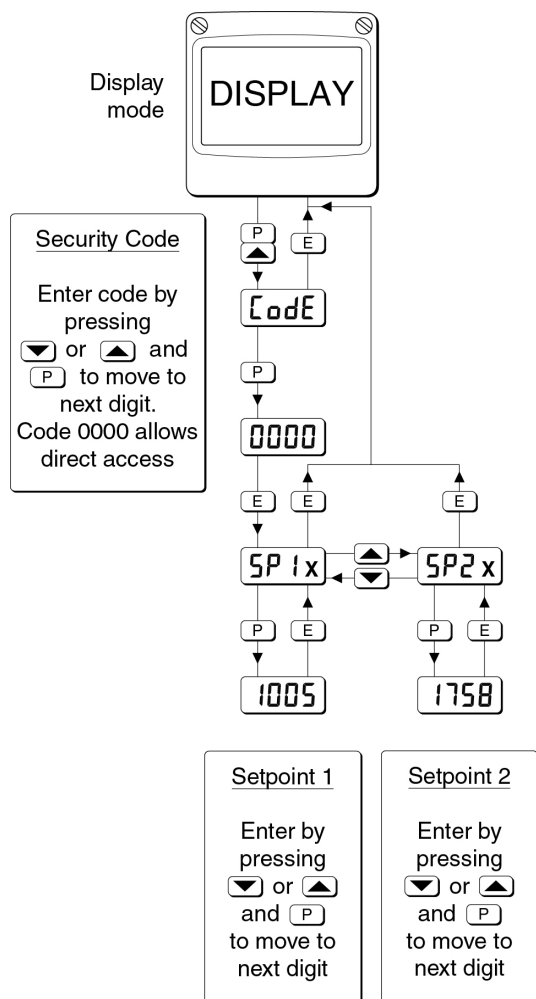 Display
mode
DISPLAY
P
E
CodE
P
0000
E
E
E
SP1x
SP2x
P
E
P
E
1005
1758
Security Code
Enter code by
pressing
or and
P to move to
next digit.
Code 0000 allows
direct access
Setpoint 1
Enter by
pressing
or
and P
to move to
next digit
Setpoint 2
Enter by
pressing
or
and P
to move to
next digit